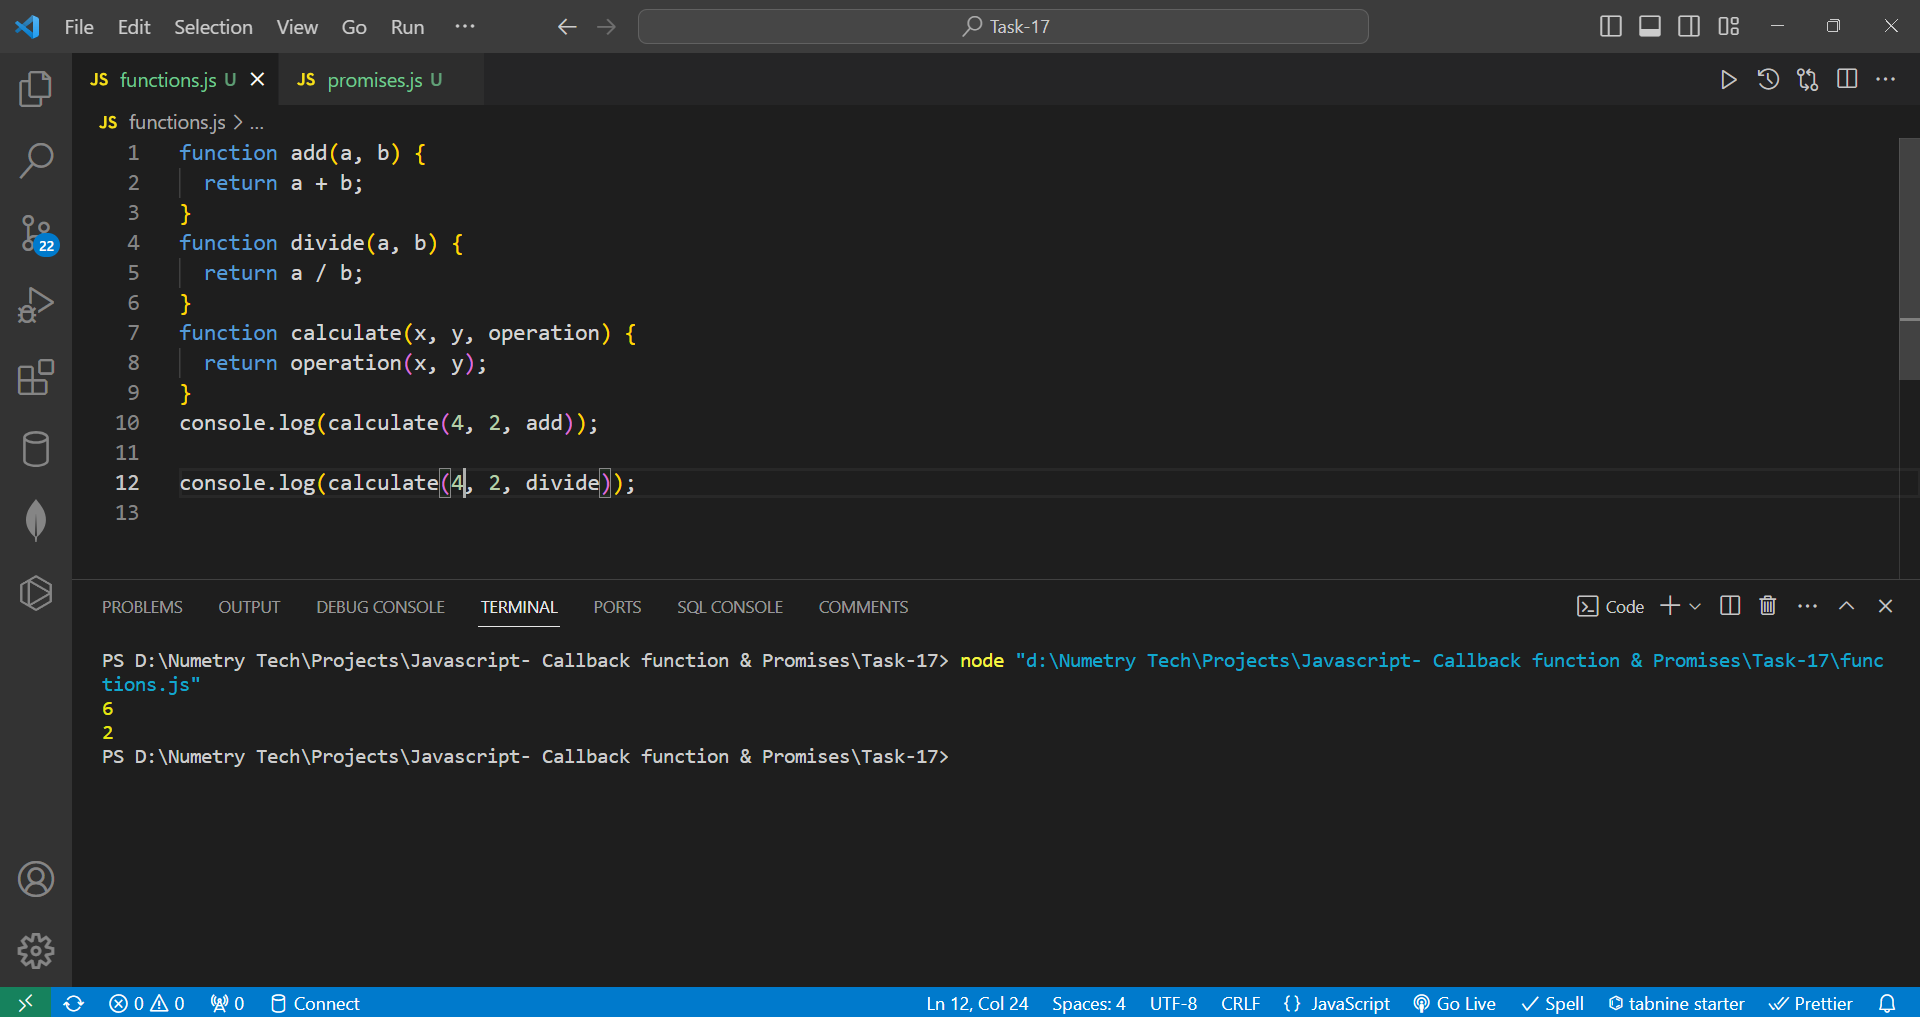 File Edit Selection View Go Run ··· Task-17
JS functions.js U JS promises.js U
JS functions.js > ...
1 function add(a, b) {
2   return a + b;
3 }
4 function divide(a, b) {
5   return a / b;
6 }
7 function calculate(x, y, operation) {
8   return operation(x, y);
9 }
10 console.log(calculate(4, 2, add));
11
12 console.log(calculate(4, 2, divide));
13
22
PROBLEMS OUTPUT DEBUG CONSOLE TERMINAL PORTS SQL CONSOLE COMMENTS Code
PS D:\Numetry Tech\Projects\Javascript- Callback function & Promises\Task-17> node "d:\Numetry Tech\Projects\Javascript- Callback function & Promises\Task-17\func
tions.js"
6
2
PS D:\Numetry Tech\Projects\Javascript- Callback function & Promises\Task-17>
0 0 0 Connect Ln 12, Col 24 Spaces: 4 UTF-8 CRLF {} JavaScript Go Live Spell tabnine starter Prettier